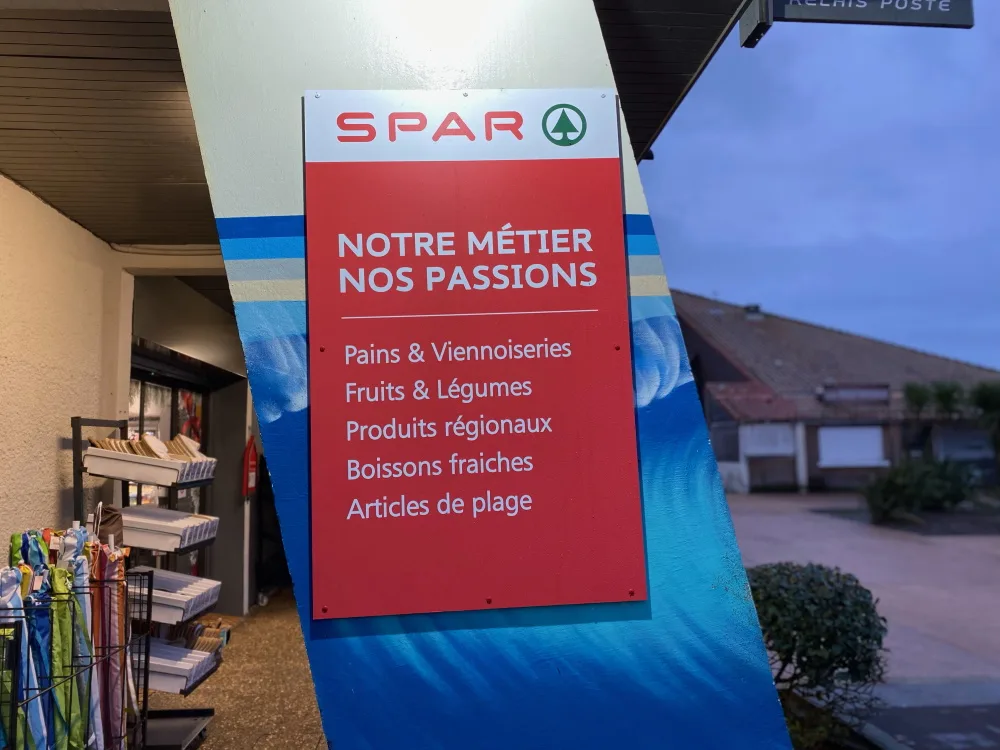 RELAIS POSTE
SPAR
NOTRE MÉTIER
NOS PASSIONS
Pains & Viennoiseries
Fruits & Légumes
Produits régionaux
Boissons fraiches
Articles de plage